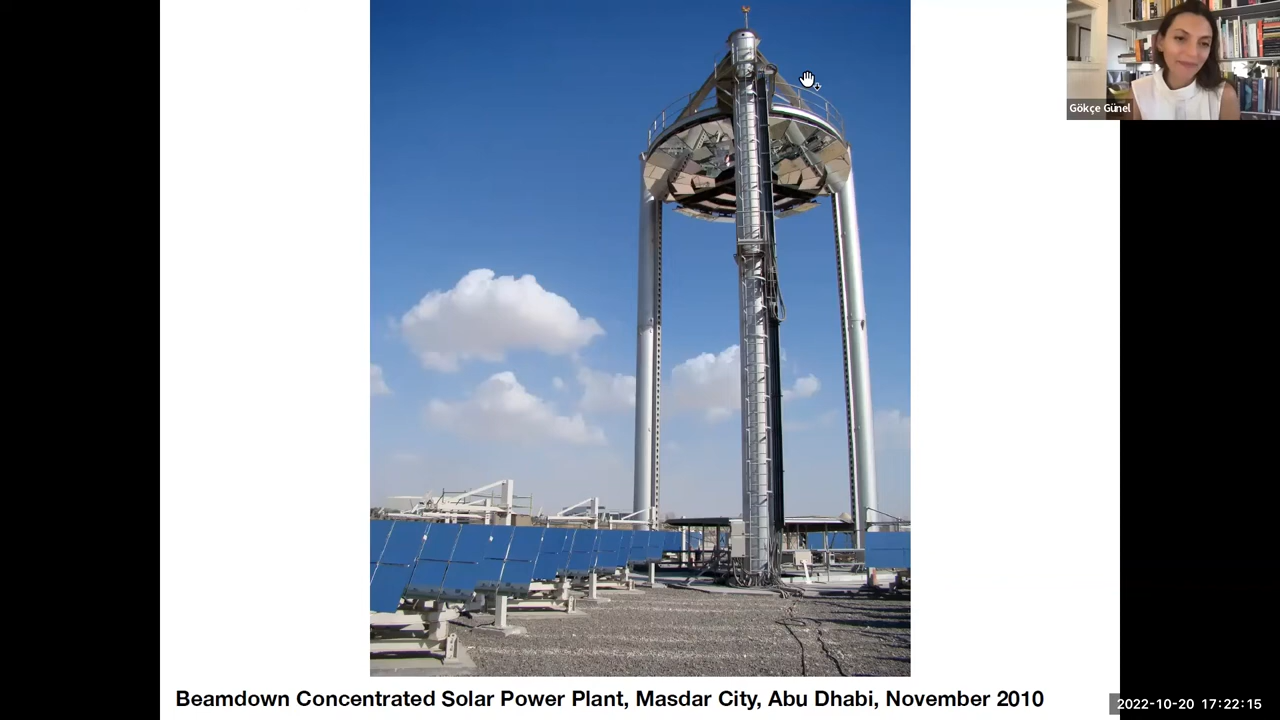 Gökçe Günel
Beamdown Concentrated Solar Power Plant, Masdar City, Abu Dhabi, November 2010
2022-10-20 17:22:15